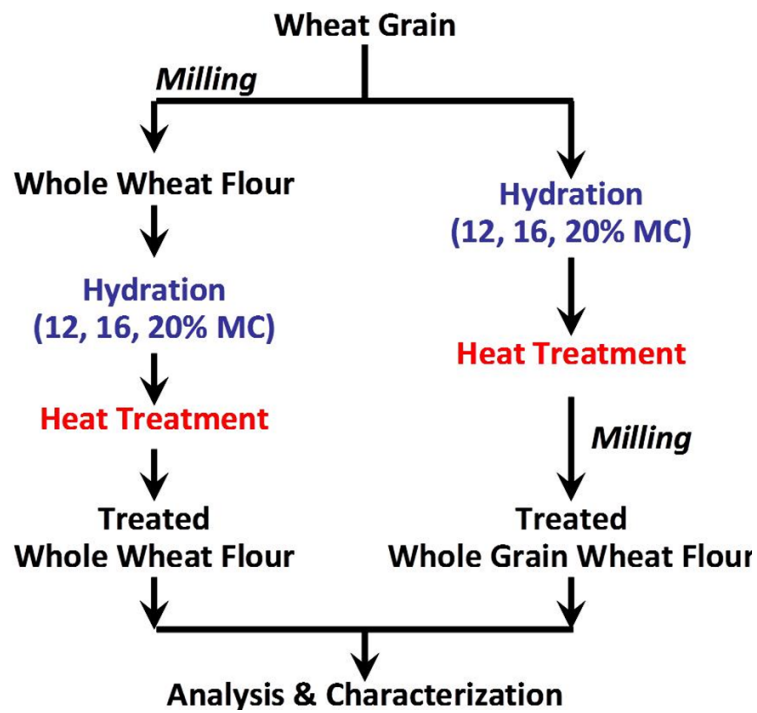 Wheat Grain
Milling
Whole Wheat Flour
Hydration
(12, 16, 20% MC)
Heat Treatment
Treated
Whole Wheat Flour
Hydration
(12, 16, 20% MC)
Heat Treatment
Milling
Treated
Whole Grain Wheat Flour
Analysis & Characterization